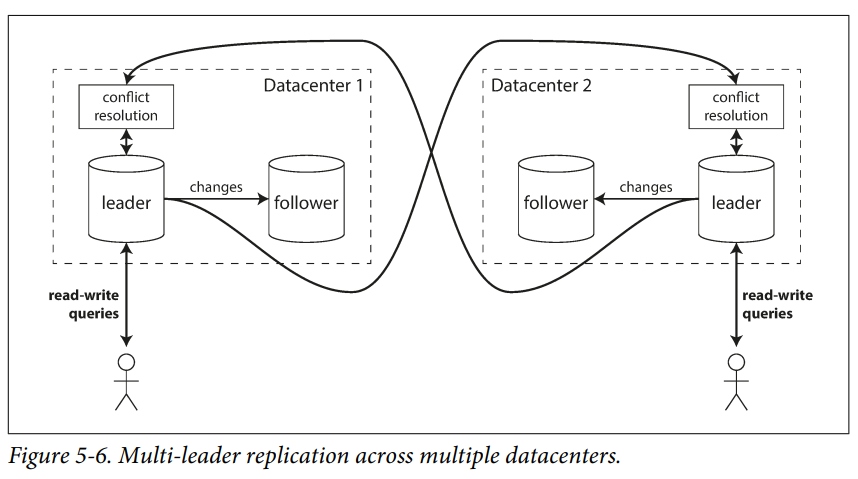 Datacenter 1
conflict
resolution
leader
changes
follower
read-write
queries
Datacenter 2
conflict
resolution
follower
changes
leader
read-write
queries
Figure 5-6. Multi-leader replication across multiple datacenters.